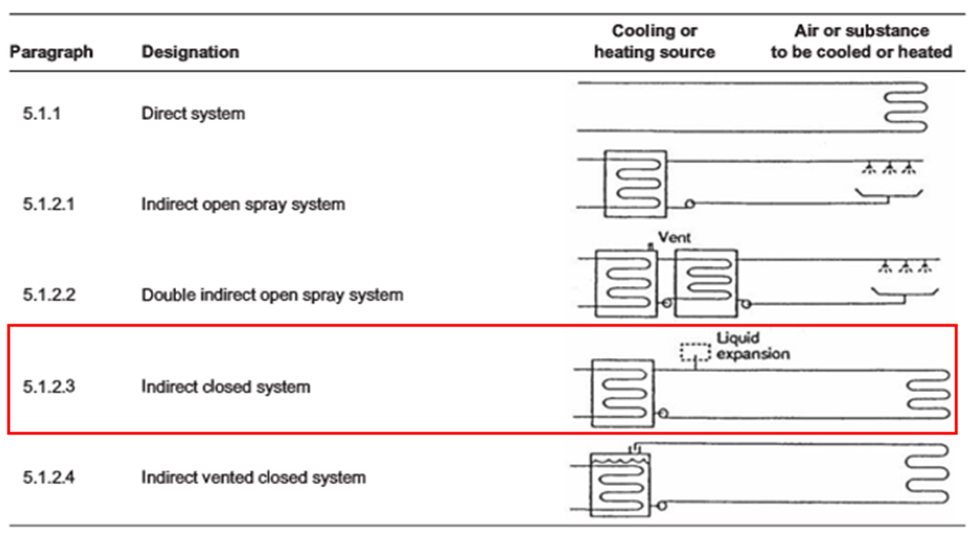 Paragraph Designation Cooling or heating source Air or substance to be cooled or heated
5.1.1 Direct system
5.1.2.1 Indirect open spray system
Vent
5.1.2.2 Double indirect open spray system
Liquid expansion
5.1.2.3 Indirect closed system
5.1.2.4 Indirect vented closed system